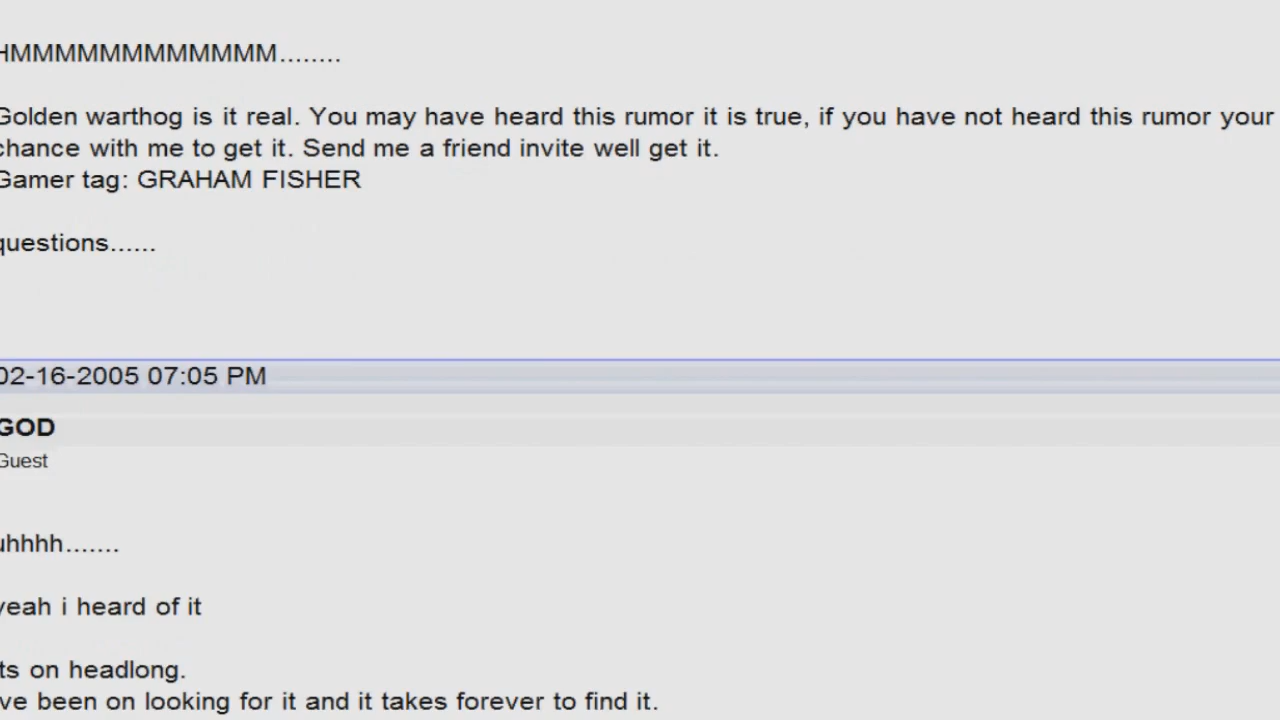 HMMMMMMMMMMMM........
Golden warthog is it real. You may have heard this rumor it is true, if you have not heard this rumor your
chance with me to get it. Send me a friend invite well get it.
Gamer tag: GRAHAM FISHER
questions......
02-16-2005 07:05 PM
GOD
Guest
uhhhh.......
yeah i heard of it
ts on headlong.
ve been on looking for it and it takes forever to find it.